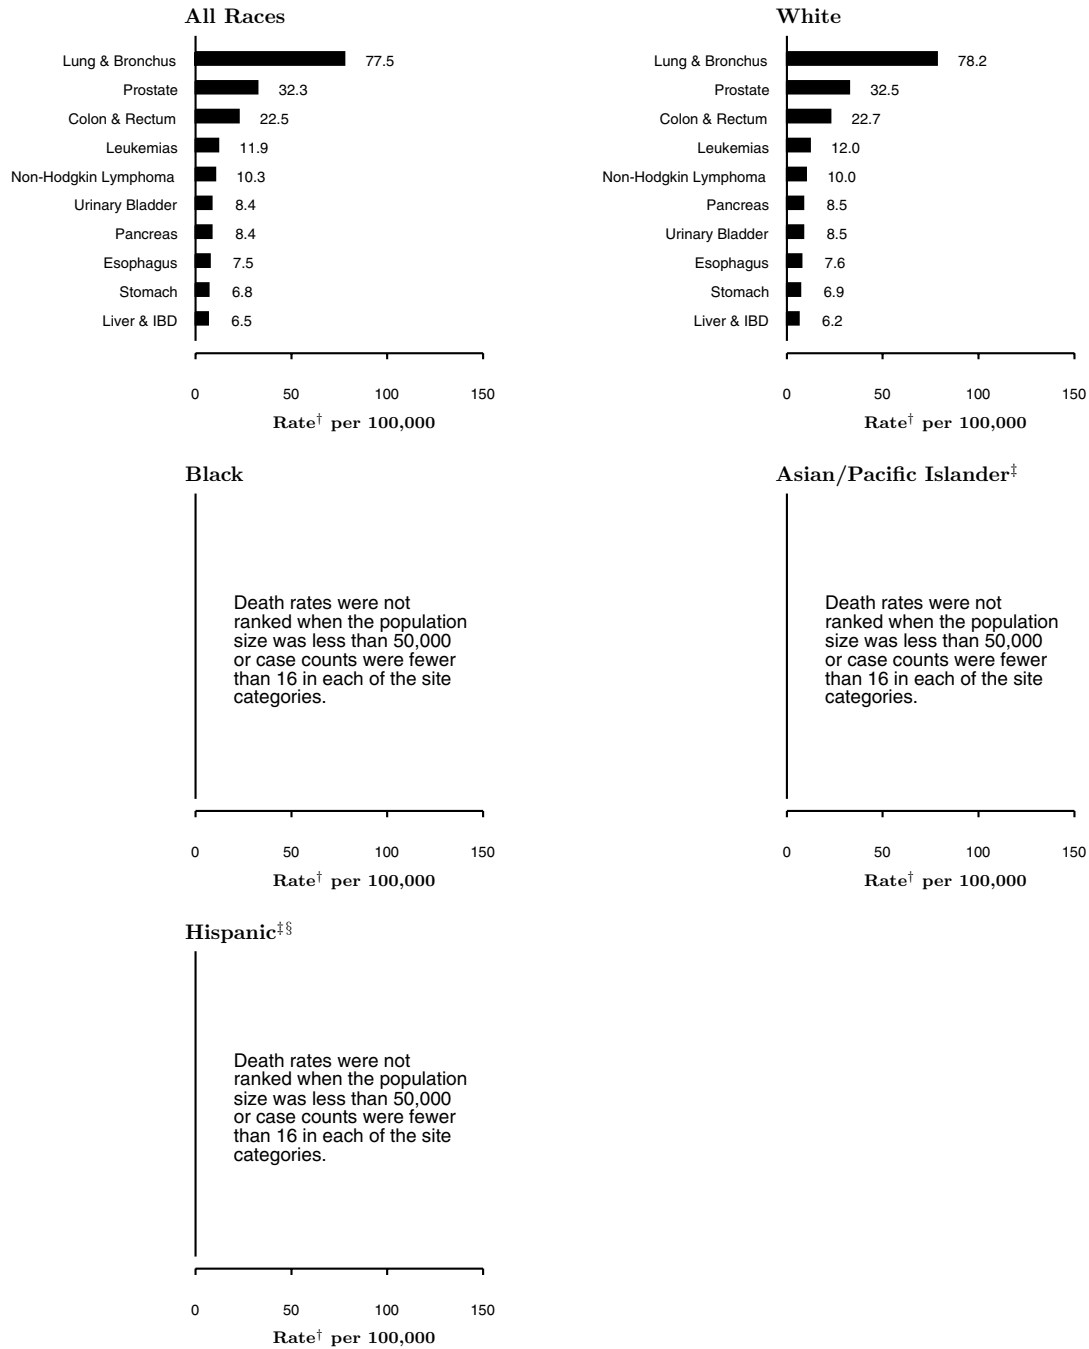 All Races
Lung & Bronchus 77.5
Prostate 32.3
Colon & Rectum 22.5
Leukemias 11.9
Non-Hodgkin Lymphoma 10.3
Urinary Bladder 8.4
Pancreas 8.4
Esophagus 7.5
Stomach 6.8
Liver & IBD 6.5
0 50 100 150
Rate† per 100,000
White
Lung & Bronchus 78.2
Prostate 32.5
Colon & Rectum 22.7
Leukemias 12.0
Non-Hodgkin Lymphoma 10.0
Pancreas 8.5
Urinary Bladder 8.5
Esophagus 7.6
Stomach 6.9
Liver & IBD 6.2
0 50 100 150
Rate† per 100,000
Black
Death rates were not
ranked when the population
size was less than 50,000
or case counts were fewer
than 16 in each of the site
categories.
0 50 100 150
Rate† per 100,000
Asian/Pacific Islander‡
Death rates were not
ranked when the population
size was less than 50,000
or case counts were fewer
than 16 in each of the site
categories.
0 50 100 150
Rate† per 100,000
Hispanic‡§
Death rates were not
ranked when the population
size was less than 50,000
or case counts were fewer
than 16 in each of the site
categories.
0 50 100 150
Rate† per 100,000